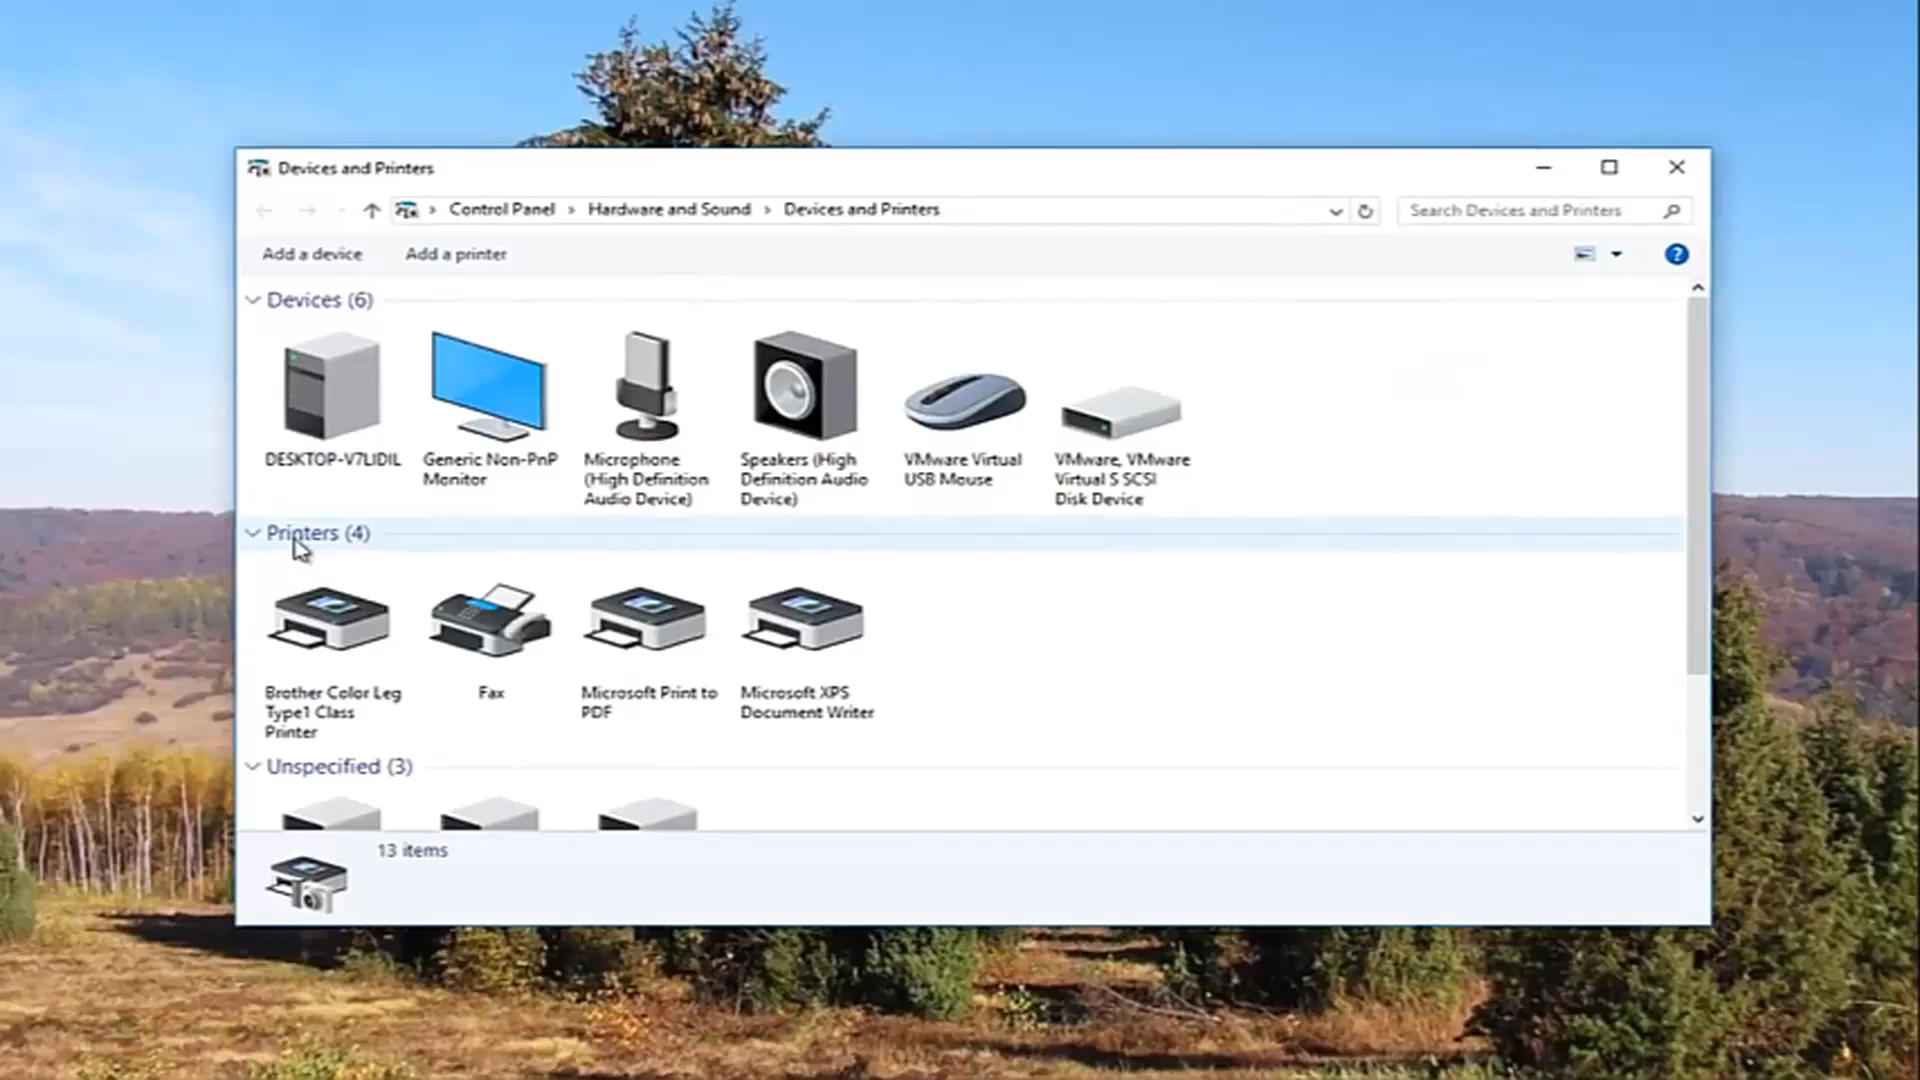 Devices and Printers
Control Panel > Hardware and Sound > Devices and Printers
Search Devices and Printers
Add a device
Add a printer
?
Devices (6)
DESKTOP-V7LIDIL
Generic Non-PnP
Monitor
Microphone
(High Definition
Audio Device)
Speakers (High
Definition Audio
Device)
VMware Virtual
USB Mouse
VMware, VMware
Virtual S SCSI
Disk Device
Printers (4)
Brother Color Leg
Type1 Class
Printer
Fax
Microsoft Print to
PDF
Microsoft XPS
Document Writer
Unspecified (3)
13 items